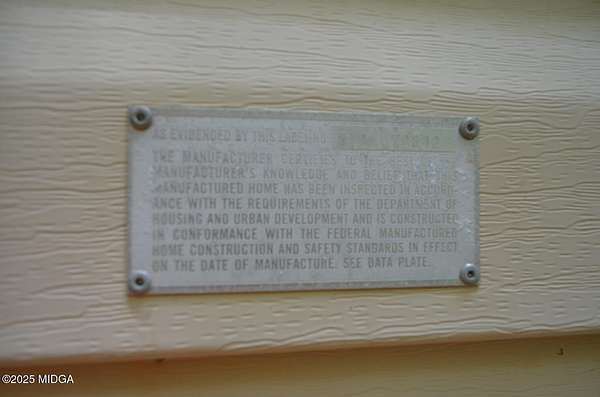 AS EVIDENCED BY THIS LABEL NO.
THE MANUFACTURER CERTIFIES TO THE BEST OF THE
MANUFACTURER'S KNOWLEDGE AND BELIEF THAT THIS
MANUFACTURED HOME HAS BEEN INSPECTED IN ACCORD-
ANCE WITH THE REQUIREMENTS OF THE DEPARTMENT OF
HOUSING AND URBAN DEVELOPMENT AND IS CONSTRUCTED
IN CONFORMANCE WITH THE FEDERAL MANUFACTURED
HOME CONSTRUCTION AND SAFETY STANDARDS IN EFFECT
ON THE DATE OF MANUFACTURE. SEE DATA PLATE.
©2025 MIDGA